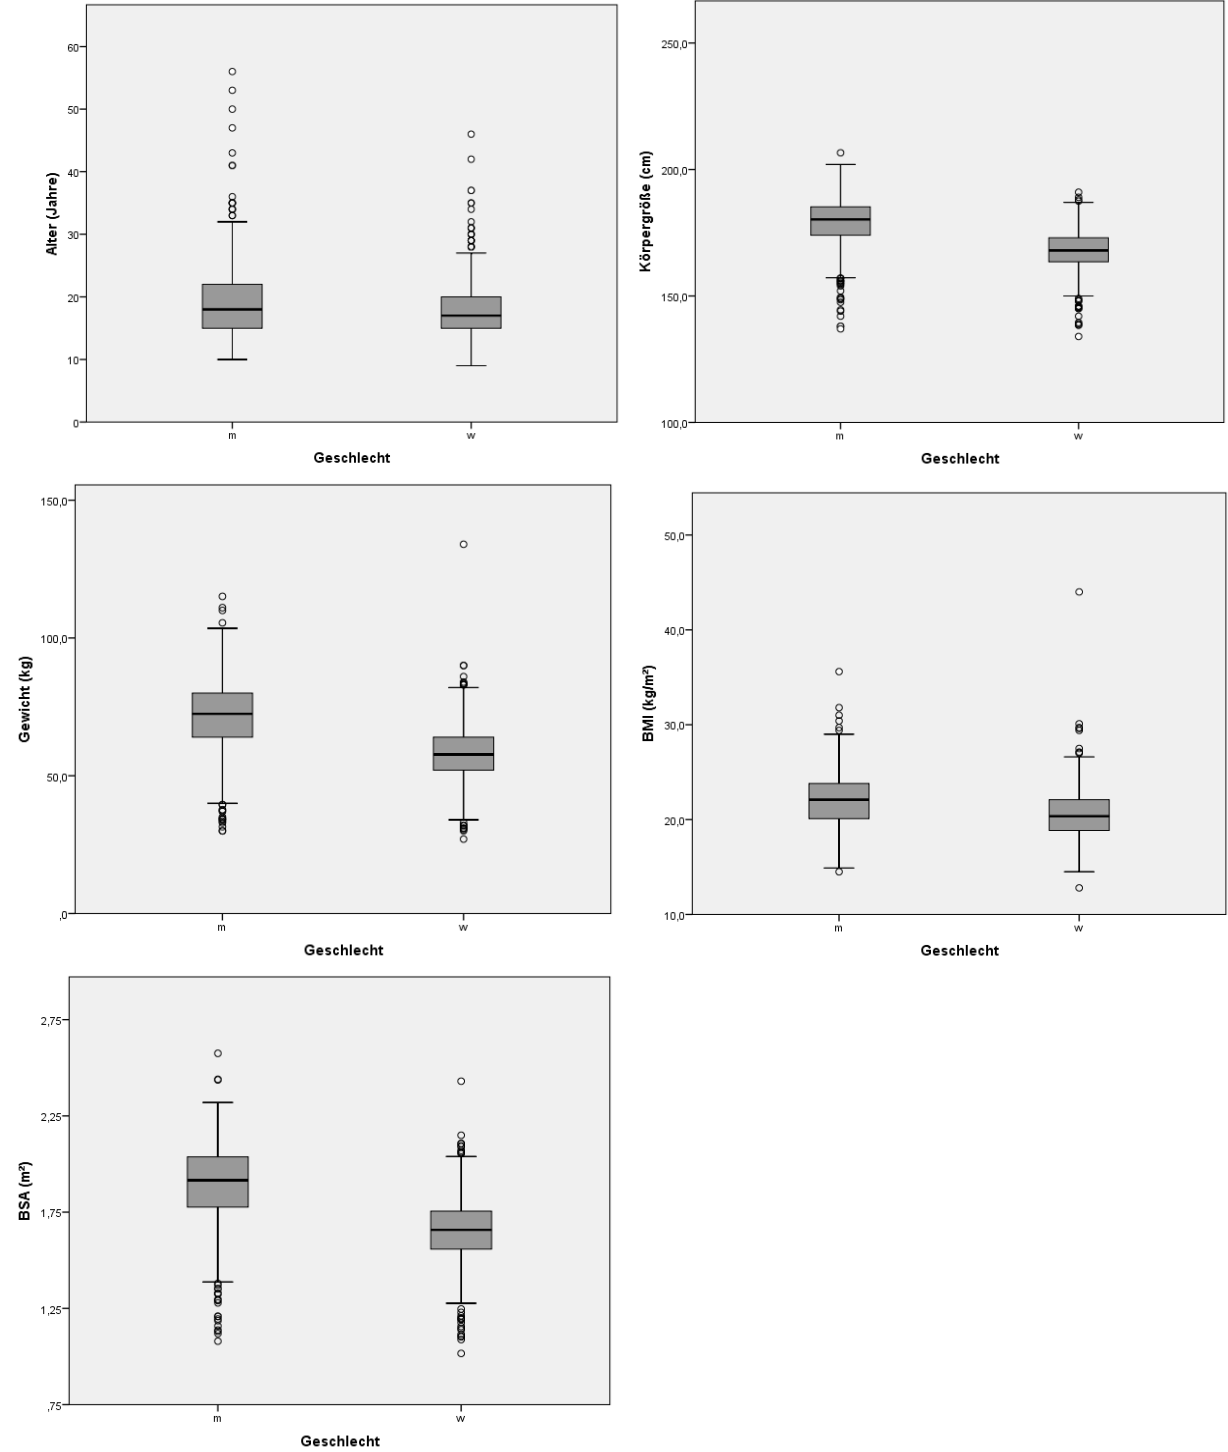 Alter (Jahre)
60
50
40
30
20
10
0
m
w
Geschlecht
Körpergröße (cm)
250,0
200,0
150,0
100,0
m
w
Geschlecht
Gewicht (kg)
150,0
100,0
50,0
,0
m
w
Geschlecht
BMI (kg/m²)
50,0
40,0
30,0
20,0
10,0
m
w
Geschlecht
BSA (m²)
2,75
2,25
1,75
1,25
,75
m
w
Geschlecht